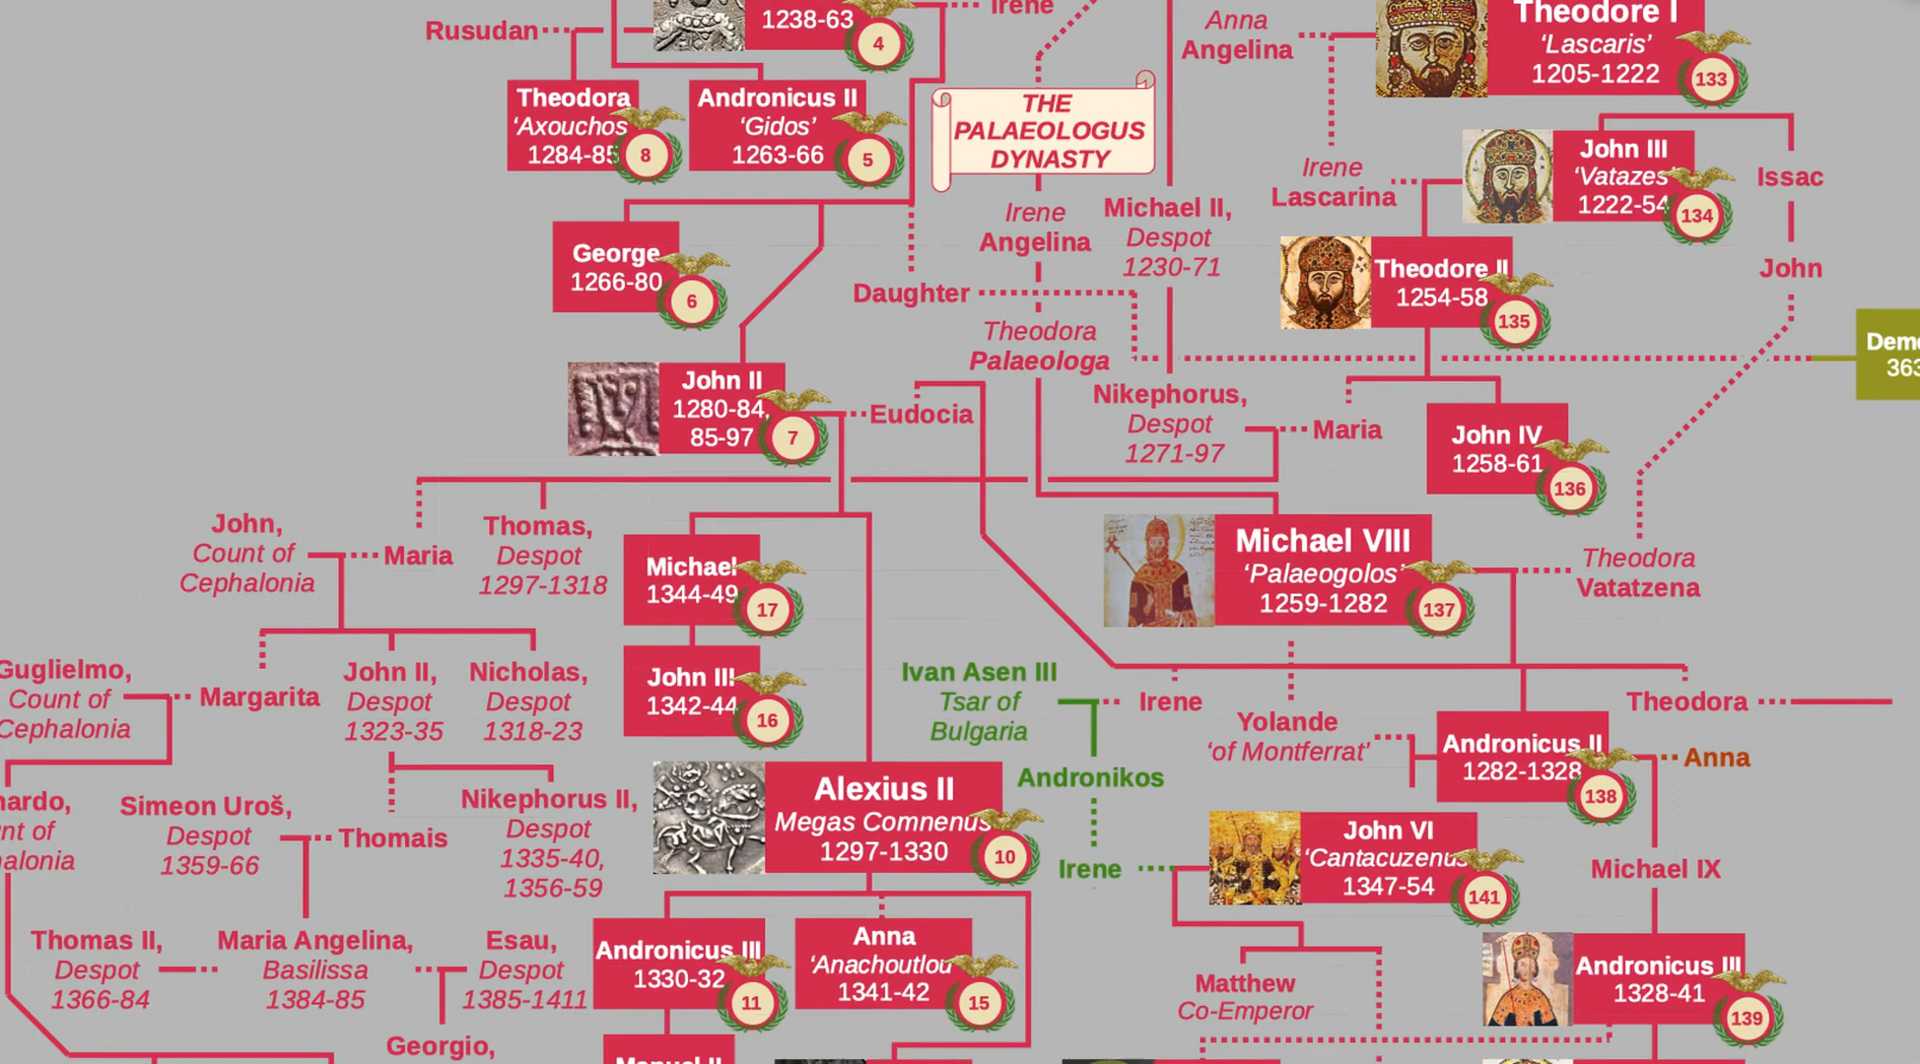 Rusudan
1238-63
4
Irene
Anna
Angelina
Theodore I
‘Lascaris’
1205-1222
133
Theodora
‘Axouchos
1284-85
8
Andronicus II
‘Gidos’
1263-66
5
THE
PALAEOLOGUS
DYNASTY
Irene
Lascarina
John III
‘Vatazes
1222-54
134
Issac
George
1266-80
6
Irene
Angelina
Michael II,
Despot
1230-71
Theodore II
1254-58
135
John
Daughter
Theodora
Palaeologa
363
John II
1280-84,
85-97
7
Eudocia
Nikephorus,
Despot
1271-97
Maria
John IV
1258-61
136
John,
Count of
Cephalonia
Maria
Thomas,
Despot
1297-1318
Michael
1344-49
17
Michael VIII
‘Palaeogolos’
1259-1282
137
Theodora
Vatatzena
Guglielmo,
Count of
Cephalonia
Margarita
John II,
Despot
1323-35
Nicholas,
Despot
1318-23
John III
1342-44
16
Ivan Asen III
Tsar of
Bulgaria
Irene
Yolande
‘of Montferrat’
Theodora
Andronicus II
1282-1328
138
Anna
nardo,
nt of
alonia
Simeon Uroš,
Despot
1359-66
Thomais
Nikephorus II,
Despot
1335-40,
1356-59
Alexius II
Megas Comnenus
1297-1330
10
Andronikos
Irene
John VI
‘Cantacuzenus
1347-54
141
Michael IX
Thomas II,
Despot
1366-84
Maria Angelina,
Basilissa
1384-85
Esau,
Despot
1385-1411
Andronicus III
1330-32
11
Anna
‘Anachoutlou
1341-42
15
Matthew
Co-Emperor
Andronicus III
1328-41
139
Georgio,
Manuel II